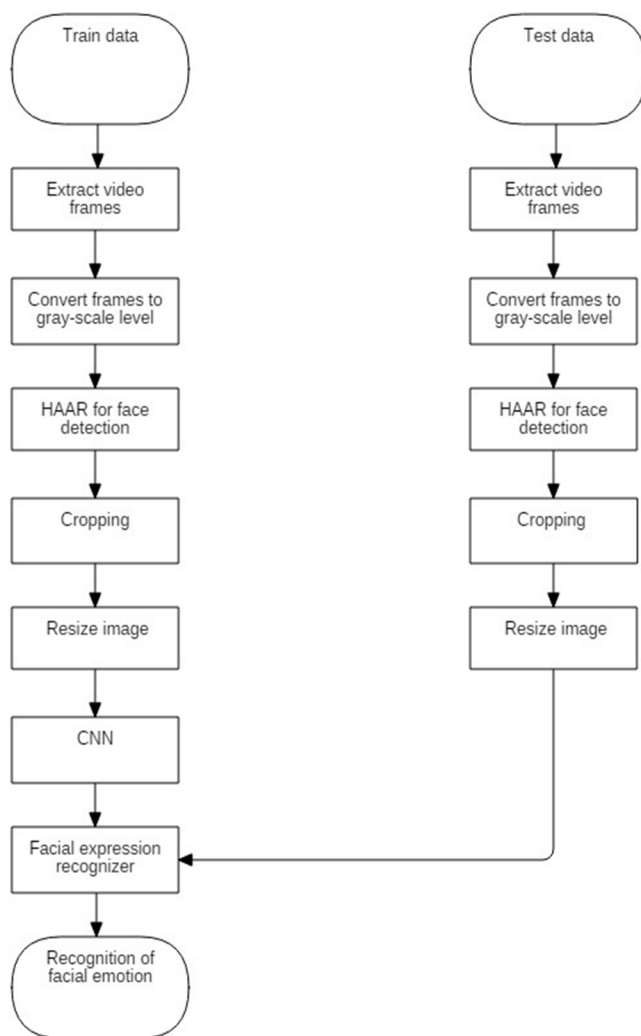 Train data
Extract video
frames
Convert frames to
gray-scale level
HAAR for face
detection
Cropping
Resize image
CNN
Facial expression
recognizer
Recognition of
facial emotion
Test data
Extract video
frames
Convert frames to
gray-scale level
HAAR for face
detection
Cropping
Resize image